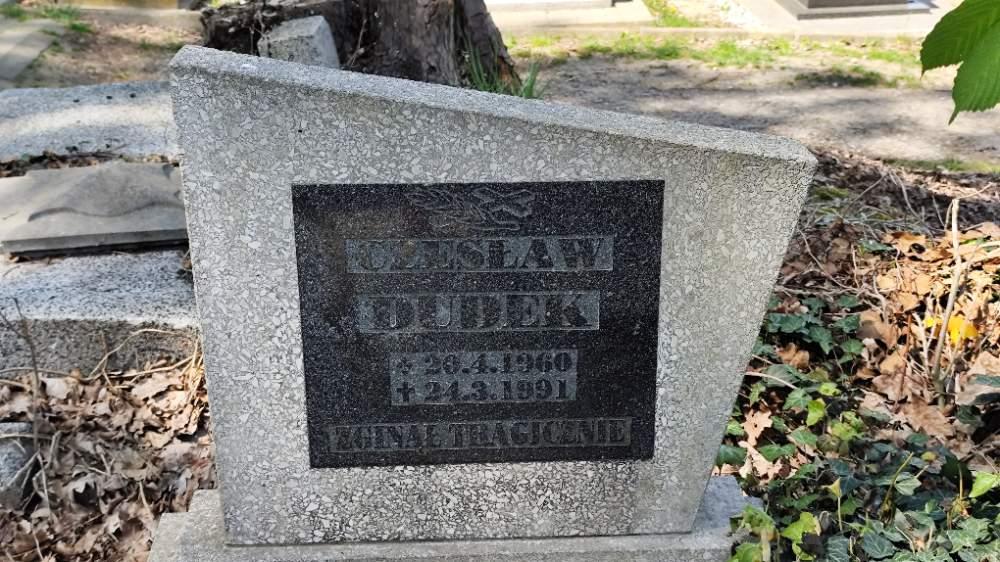 CZESŁAW
DUDEK
* 26.4.1960
✝ 24.3.1991
ZGINĄŁ TRAGICZNIE